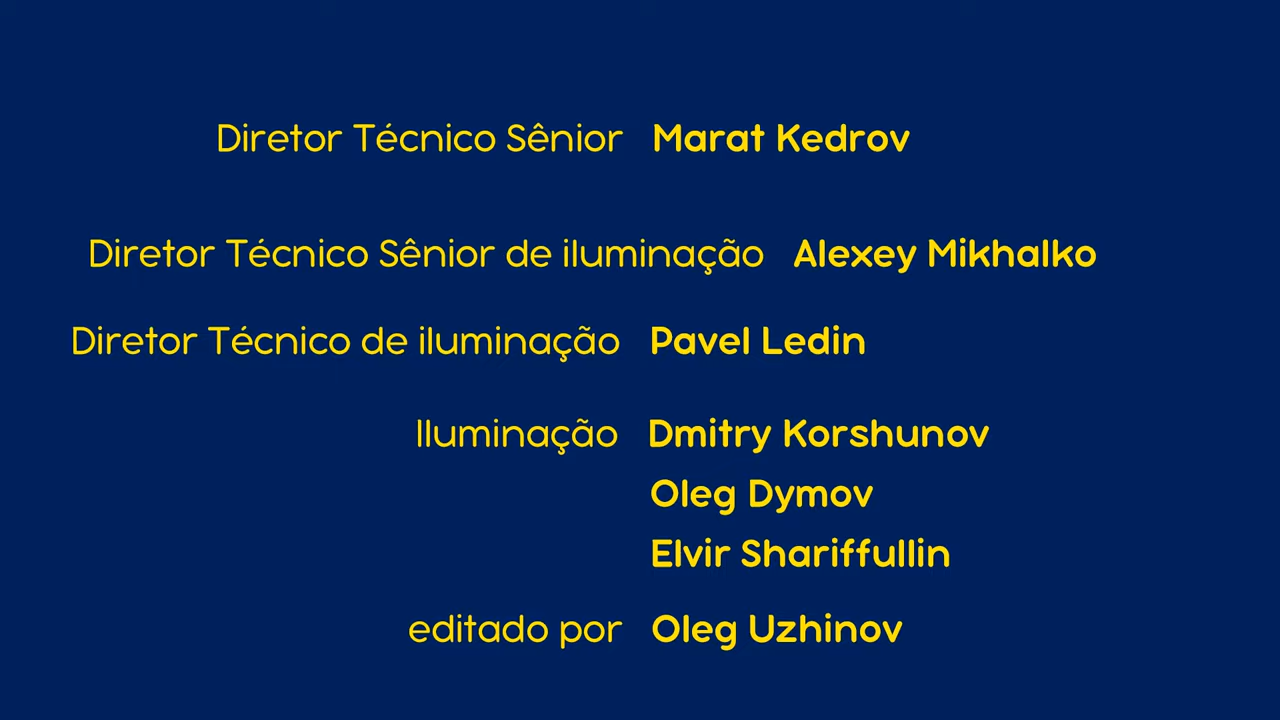 Diretor Técnico Sênior Marat Kedrov
Diretor Técnico Sênior de iluminação Alexey Mikhalko
Diretor Técnico de iluminação Pavel Ledin
Iluminação Dmitry Korshunov
Oleg Dymov
Elvir Shariffullin
editado por Oleg Uzhinov